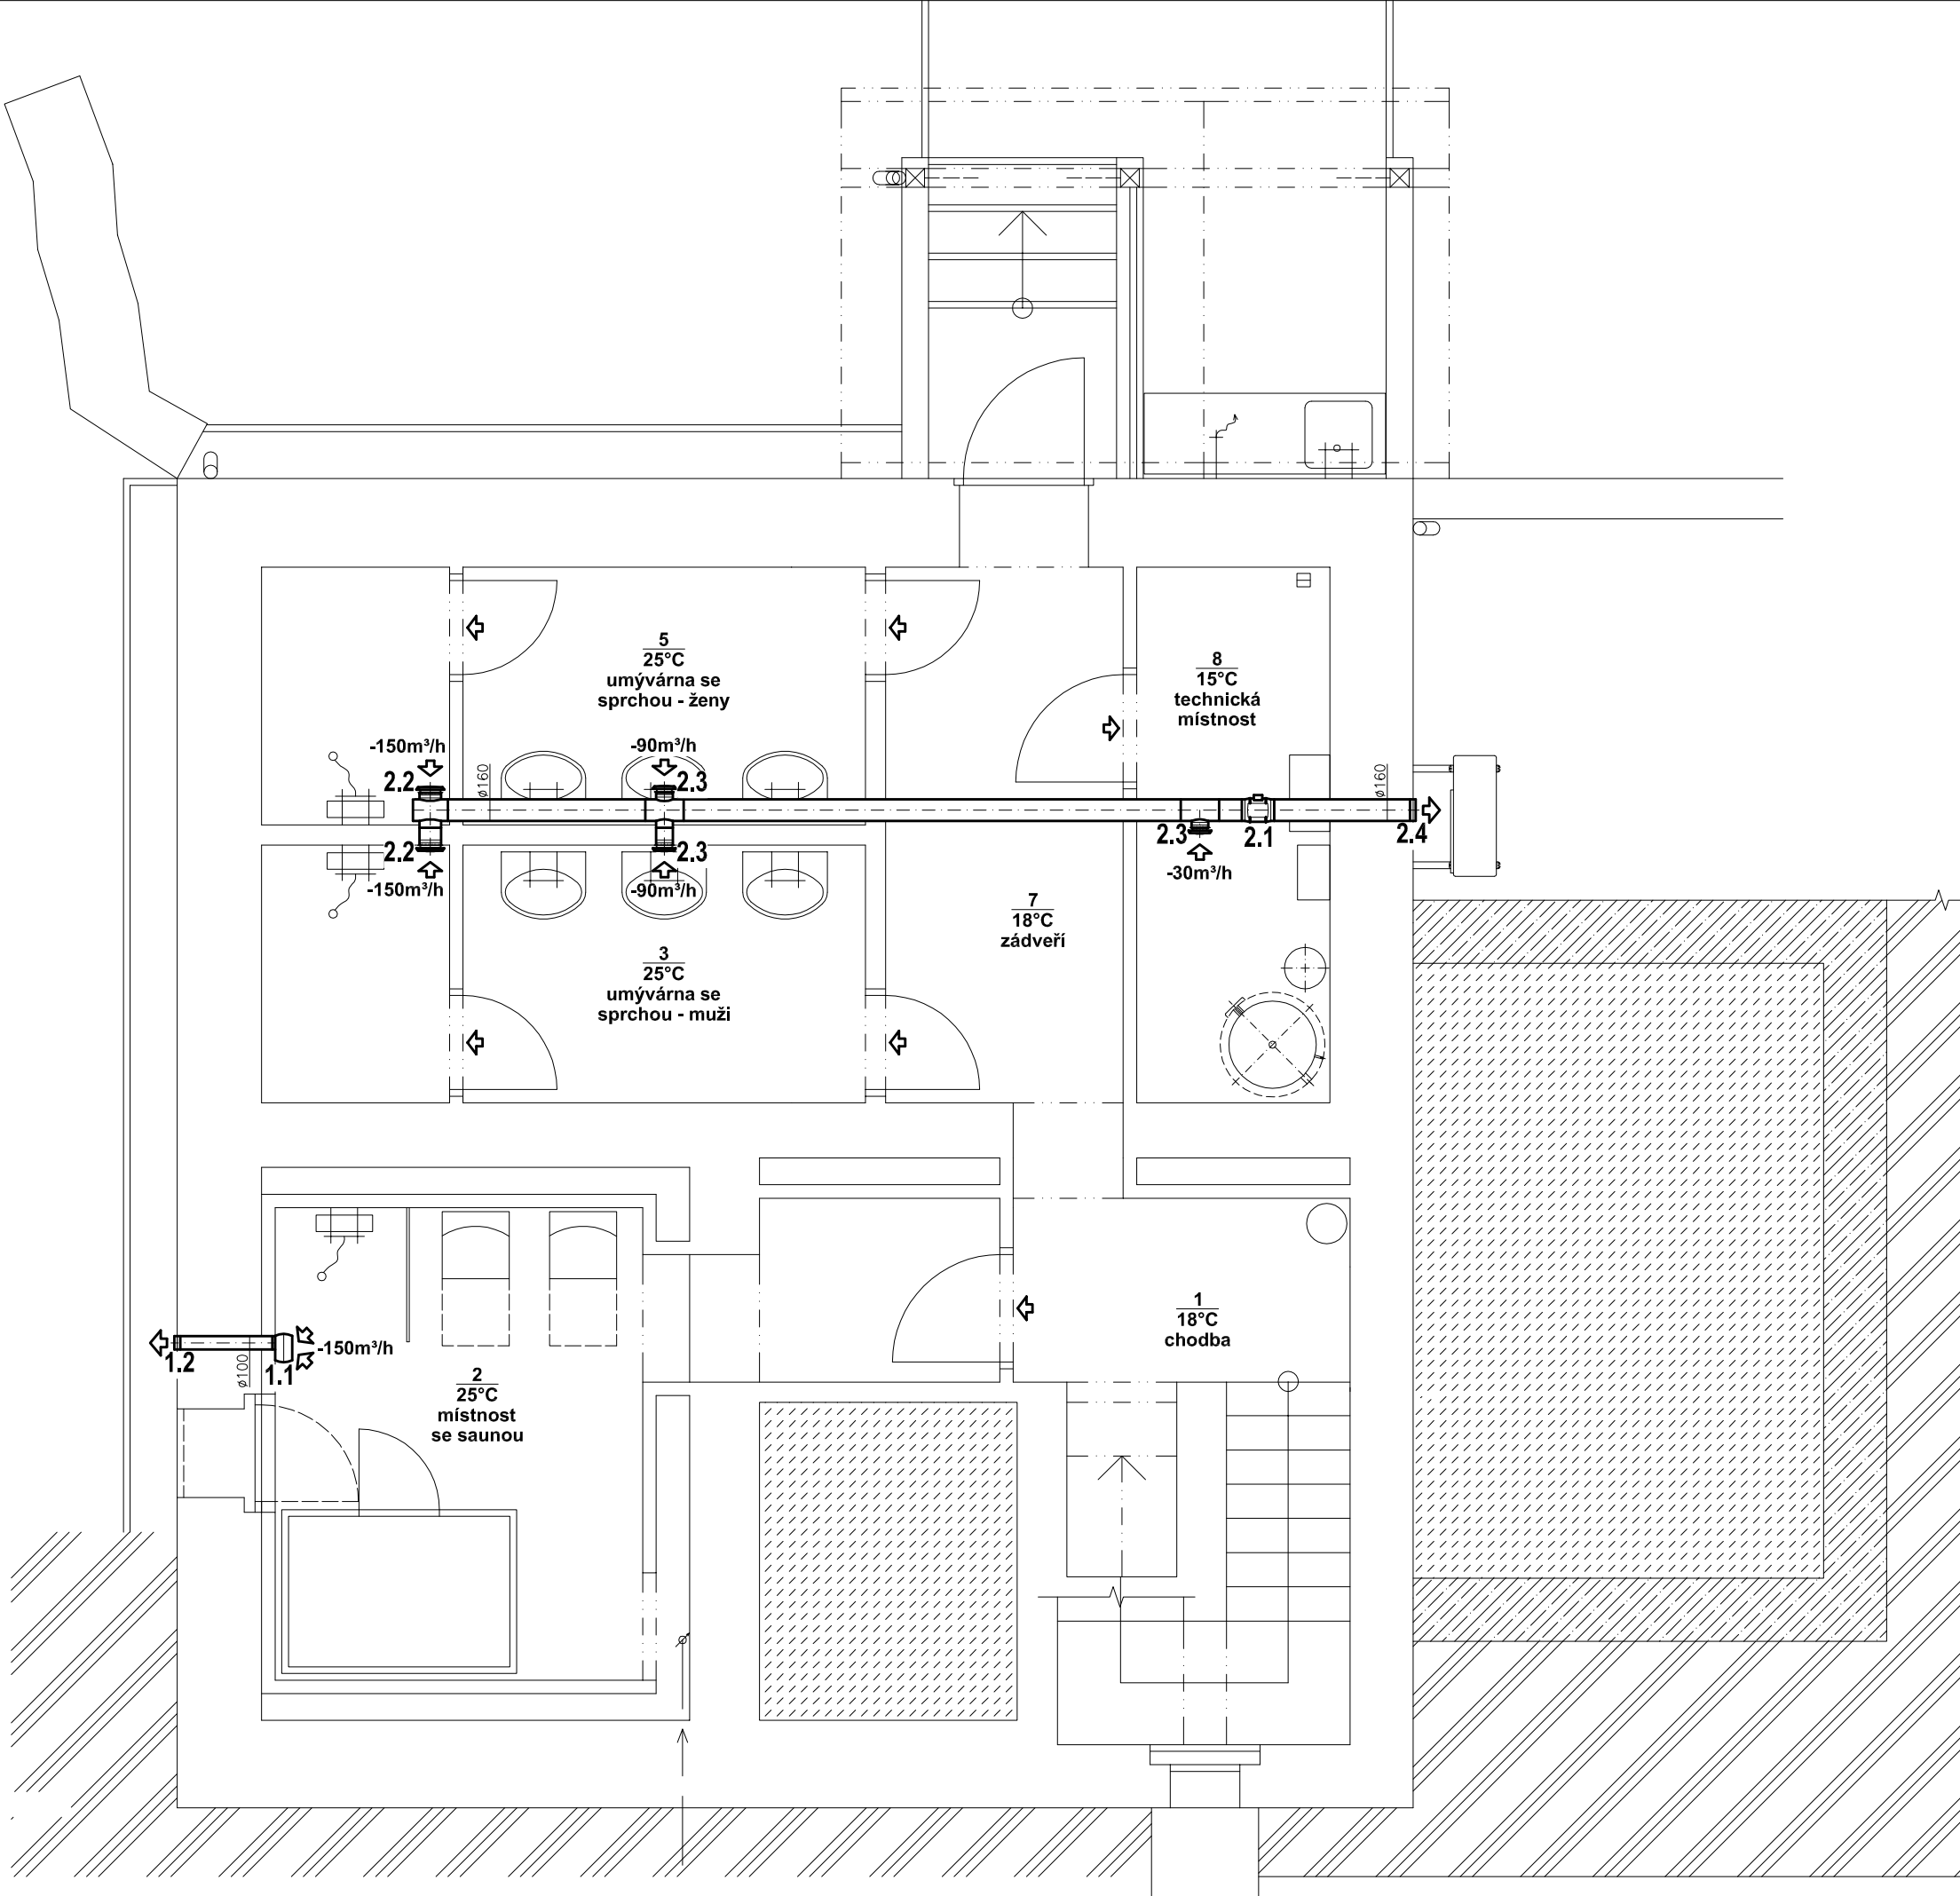 5
25°C
umývárna se
sprchou - ženy
8
15°C
technická
místnost
-150m³/h
-90m³/h
2.2
ø160
2.3
ø160
2.2
2.3
2.3
2.1
2.4
-150m³/h
-90m³/h
-30m³/h
7
18°C
zádveří
3
25°C
umývárna se
sprchou - muži
1
18°C
chodba
-150m³/h
1.2
ø100
1.1
2
25°C
místnost
se saunou